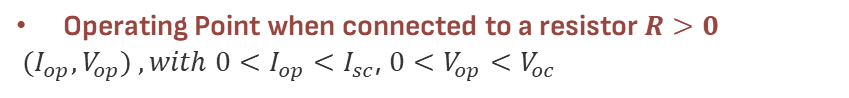 • Operating Point when connected to a resistor R > 0
(I_op, V_op) , with 0 < I_op < I_sc, 0 < V_op < V_oc